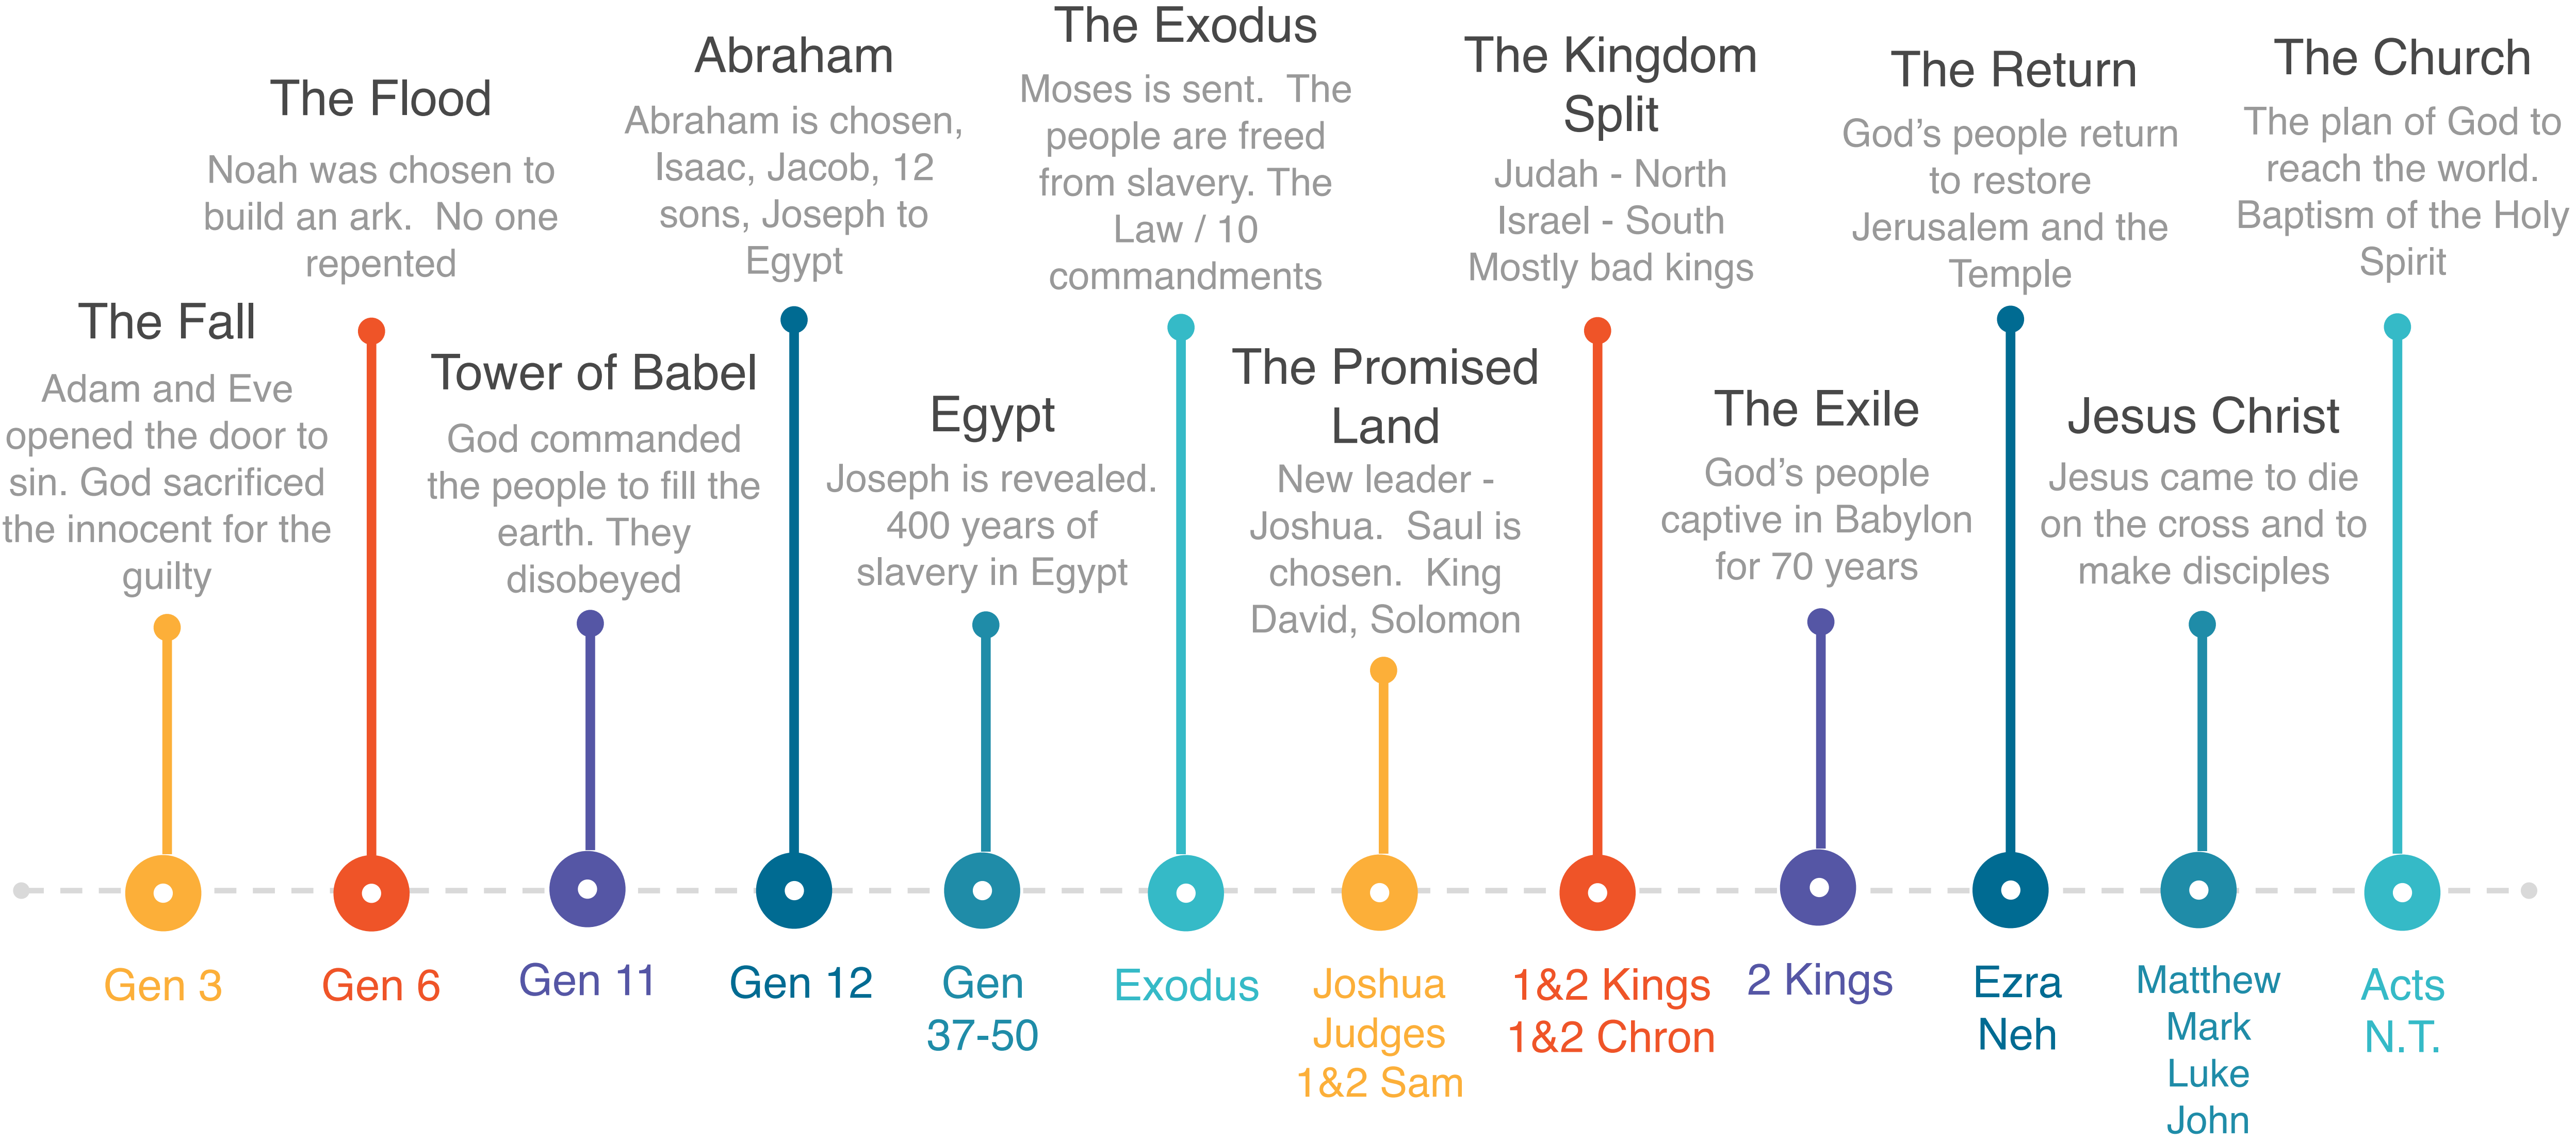 The Fall
Adam and Eve
opened the door to
sin. God sacrificed
the innocent for the
guilty
Gen 3
The Flood
Noah was chosen to
build an ark.  No one
repented
Gen 6
Tower of Babel
God commanded
the people to fill the
earth. They
disobeyed
Gen 11
Abraham
Abraham is chosen,
Isaac, Jacob, 12
sons, Joseph to
Egypt
Gen 12
Egypt
Joseph is revealed.
400 years of
slavery in Egypt
Gen
37-50
The Exodus
Moses is sent.  The
people are freed
from slavery. The
Law / 10
commandments
Exodus
The Promised
Land
New leader -
Joshua.  Saul is
chosen.  King
David, Solomon
Joshua
Judges
1&2 Sam
The Kingdom
Split
Judah - North
Israel - South
Mostly bad kings
1&2 Kings
1&2 Chron
The Exile
God's people
captive in Babylon
for 70 years
2 Kings
The Return
God's people return
to restore
Jerusalem and the
Temple
Ezra
Neh
Jesus Christ
Jesus came to die
on the cross and to
make disciples
Matthew
Mark
Luke
John
The Church
The plan of God to
reach the world.
Baptism of the Holy
Spirit
Acts
N.T.